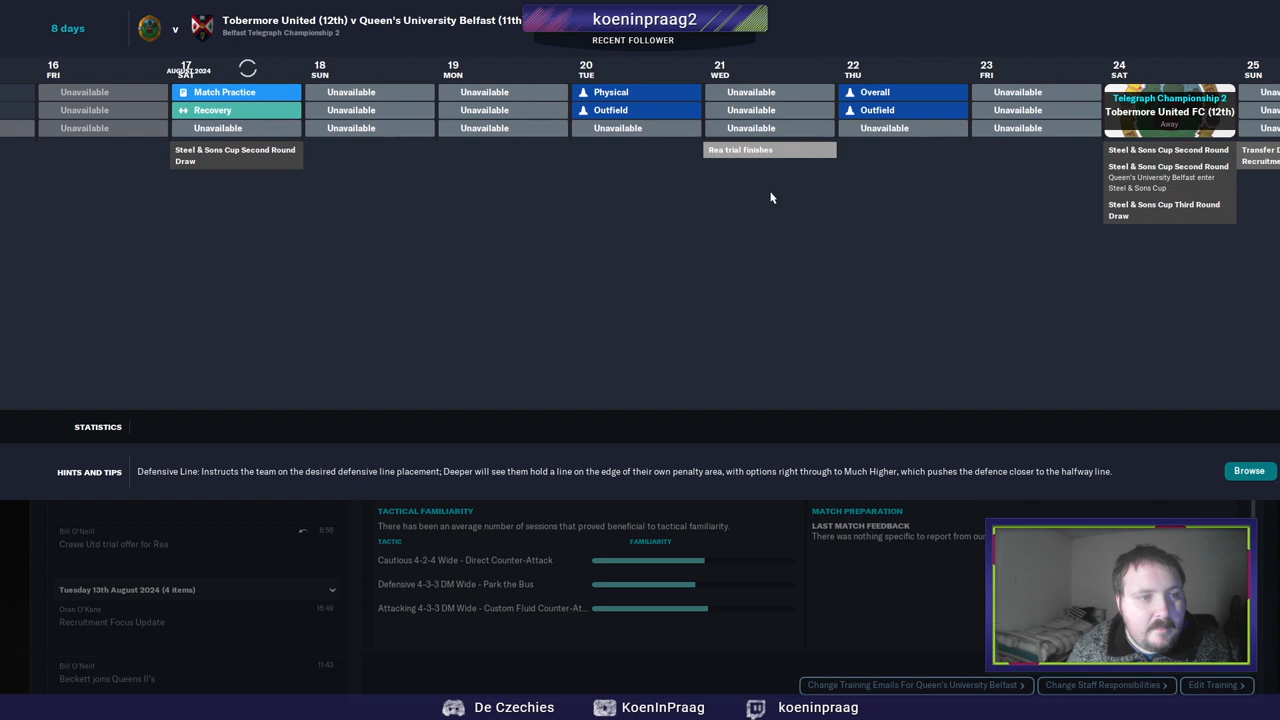 8 days
v
Tobermore United (12th) v Queen's University Belfast (11th
Belfast Telegraph Championship 2
koeninpraag2
RECENT FOLLOWER
16
FRI
17
SAT
AUGUST 2024
18
SUN
19
MON
20
TUE
21
WED
22
THU
23
FRI
24
SAT
25
SUN
Unavailable
Match Practice
Unavailable
Unavailable
Physical
Unavailable
Overall
Unavailable
Unavailable
Recovery
Unavailable
Unavailable
Outfield
Unavailable
Outfield
Unavailable
Unavailable
Unavailable
Unavailable
Unavailable
Unavailable
Unavailable
Unavailable
Unavailable
Telegraph Championship 2
Tobermore United FC (12th)
Away
Unava
Unava
Unava
Steel & Sons Cup Second Round
Draw
Rea trial finishes
Steel & Sons Cup Second Round
Steel & Sons Cup Second Round
Queen's University Belfast enter
Steel & Sons Cup
Steel & Sons Cup Third Round
Draw
Transfer D
Recruitme
STATISTICS
HINTS AND TIPS
Defensive Line: Instructs the team on the desired defensive line placement; Deeper will see them hold a line on the edge of their own penalty area, with options right through to Much Higher, which pushes the defence closer to the halfway line.
Browse
Bill O'Neill
8:56
Crewe Utd trial offer for Rea
Tuesday 13th August 2024 (4 items)
Oran O'Kane
Recruitment Focus Update
Bill O'Neill
11:43
Beckett joins Queens II's
TACTICAL FAMILIARITY
There has been an average number of sessions that proved beneficial to tactical familiarity.
TACTIC
FAMILIARITY
Cautious 4-2-4 Wide - Direct Counter-Attack
Defensive 4-3-3 DM Wide - Park the Bus
Attacking 4-3-3 DM Wide - Custom Fluid Counter-At...
MATCH PREPARATION
LAST MATCH FEEDBACK
There was nothing specific to report from our
Change Training Emails For Queen's University Belfast
Change Staff Responsibilities
Edit Training
De Czechies
KoenInPraag
koeninpraag